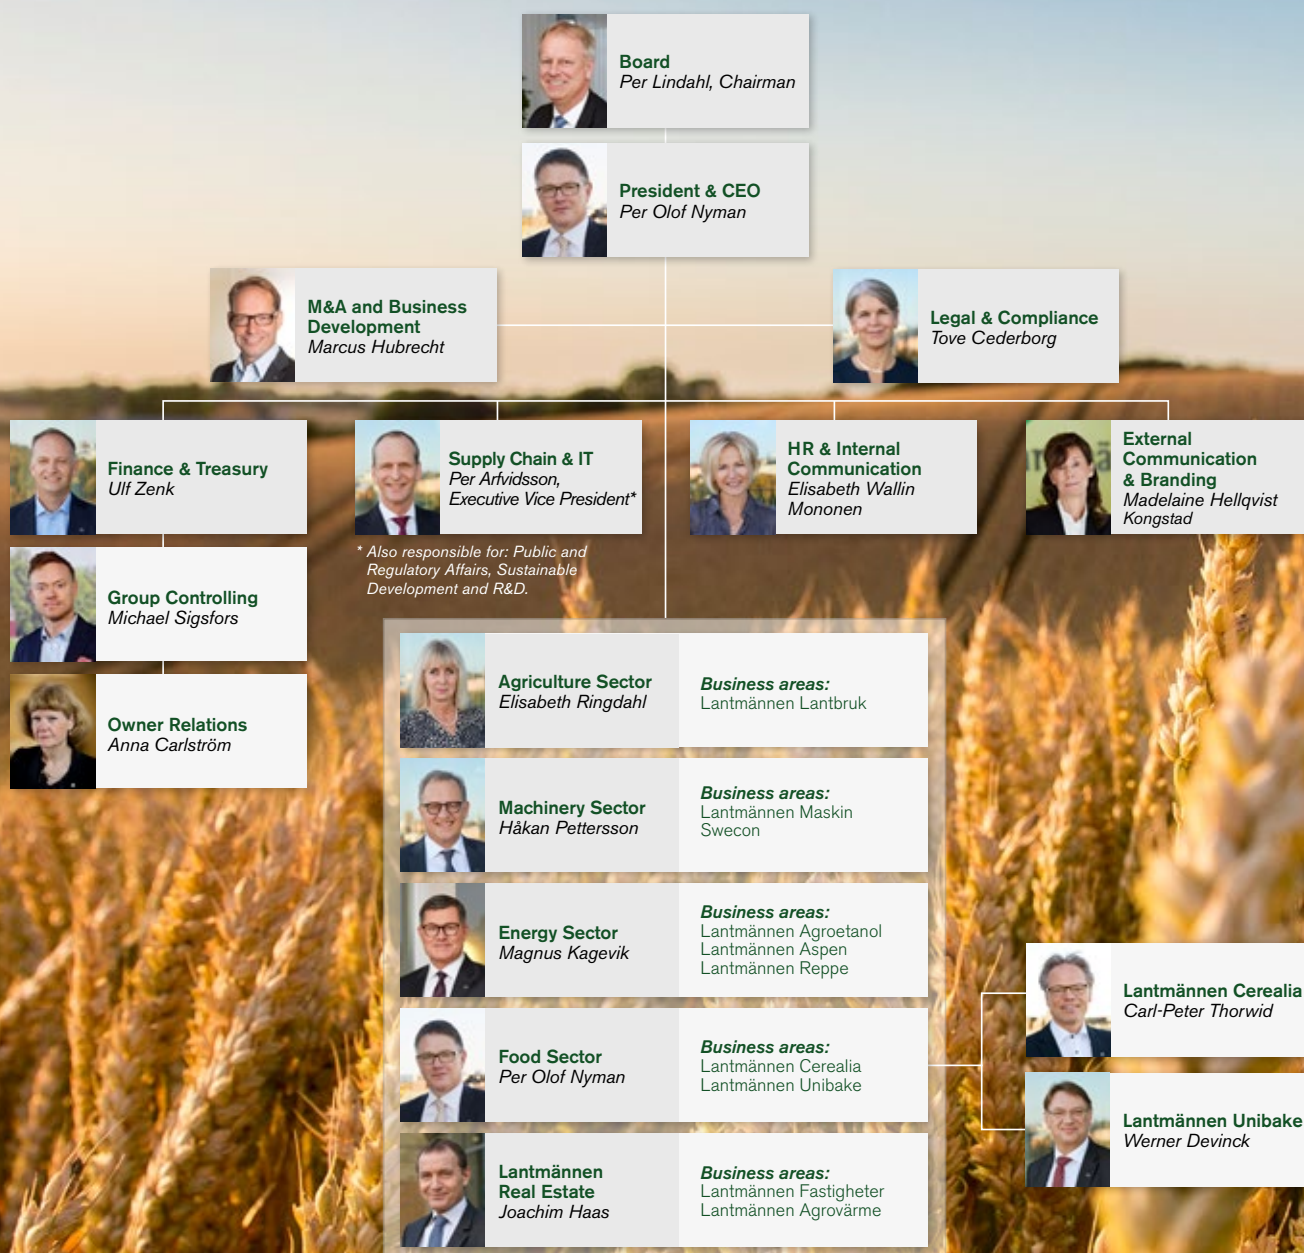 Board
Per Lindahl, Chairman
President & CEO
Per Olof Nyman
M&A and Business
Development
Marcus Hubrecht
Legal & Compliance
Tove Cederborg
Finance & Treasury
Ulf Zenk
Supply Chain & IT
Per Arfvidsson,
Executive Vice President*
* Also responsible for: Public and
Regulatory Affairs, Sustainable
Development and R&D.
HR & Internal
Communication
Elisabeth Wallin
Mononen
External
Communication
& Branding
Madelaine Hellqvist
Kongstad
Group Controlling
Michael Sigsfors
Owner Relations
Anna Carlström
Agriculture Sector
Elisabeth Ringdahl
Business areas:
Lantmännen Lantbruk
Machinery Sector
Håkan Pettersson
Business areas:
Lantmännen Maskin
Swecon
Energy Sector
Magnus Kagevik
Business areas:
Lantmännen Agroetanol
Lantmännen Aspen
Lantmännen Reppe
Food Sector
Per Olof Nyman
Business areas:
Lantmännen Cerealia
Lantmännen Unibake
Lantmännen Cerealia
Carl-Peter Thorwid
Lantmännen Unibake
Werner Devinck
Lantmännen
Real Estate
Joachim Haas
Business areas:
Lantmännen Fastigheter
Lantmännen Agrovärme